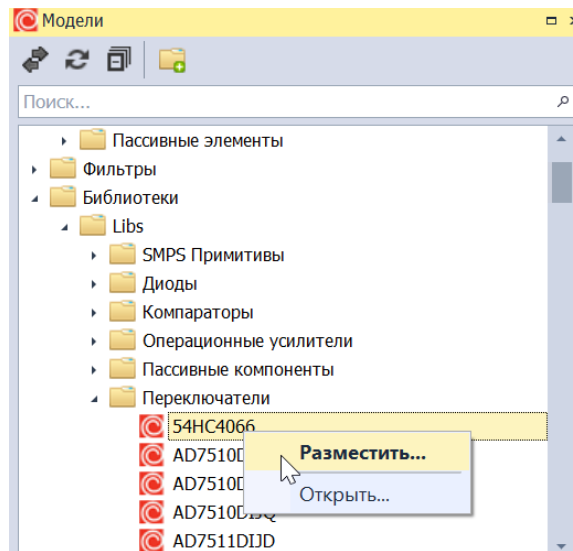 Модели
Поиск...
Пассивные элементы
Фильтры
Библиотеки
Libs
SMPS Примитивы
Диоды
Компараторы
Операционные усилители
Пассивные компоненты
Переключатели
54HC4066
Разместить...
Открыть...
AD7511DIJD